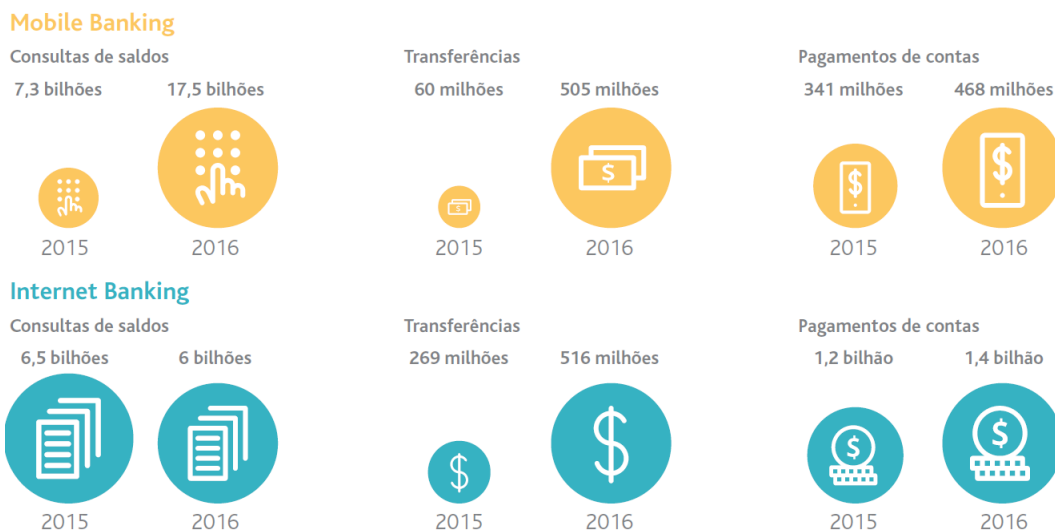 Mobile Banking
Consultas de saldos
7,3 bilhões 17,5 bilhões
2015 2016
Transferências
60 milhões 505 milhões
$ $
2015 2016
Pagamentos de contas
341 milhões 468 milhões
$ $
2015 2016
Internet Banking
Consultas de saldos
6,5 bilhões 6 bilhões
2015 2016
Transferências
269 milhões 516 milhões
$ $
2015 2016
Pagamentos de contas
1,2 bilhão 1,4 bilhão
$ $
2015 2016